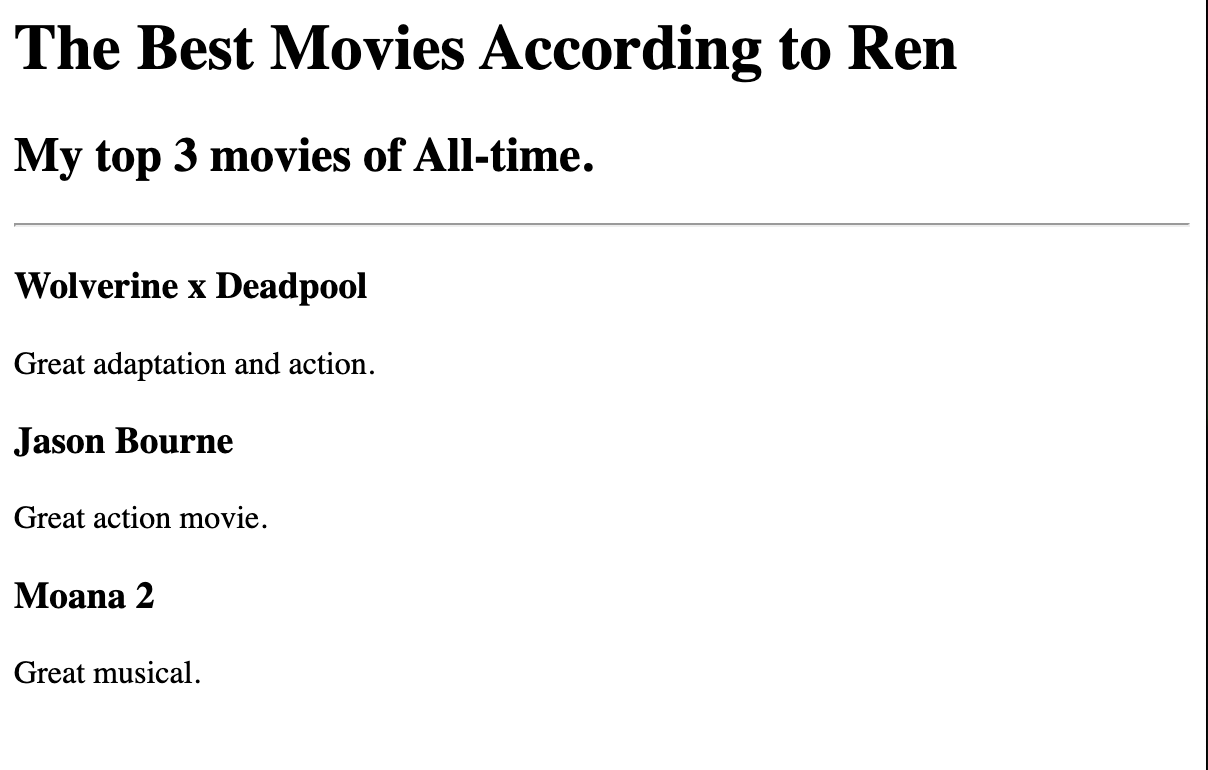 The Best Movies According to Ren
My top 3 movies of All-time.
Wolverine x Deadpool
Great adaptation and action.
Jason Bourne
Great action movie.
Moana 2
Great musical.